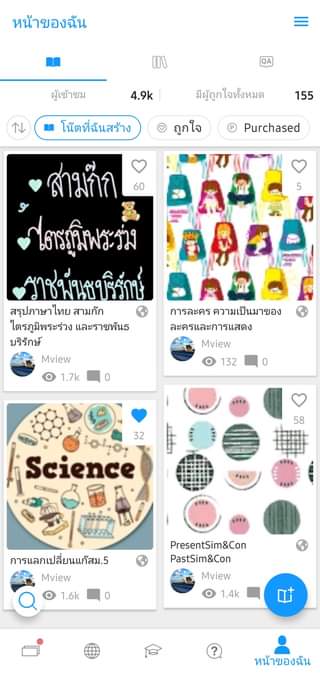 หน้าของฉัน
QA
ผู้เข้าชม 4.9k มีผู้ถูกใจทั้งหมด 155
โน๊ตที่ฉันสร้าง ถูกใจ Purchased
สามก๊ก
ไตรภูมิพระร่วง
ราชพันธบริรักษ์
60
สรุปภาษาไทย สามก๊ก
ไตรภูมิพระร่วง และราชพันธ
บริรักษ์
Mview
1.7k 0
5
การละคร ความเป็นมาของ
ละครและการแสดง
Mview
132 0
Science
32
การแลกเปลี่ยนแก๊สม.5
Mview
1.6k 0
58
PresentSim&Con
PastSim&Con
Mview
1.4k
หน้าของฉัน